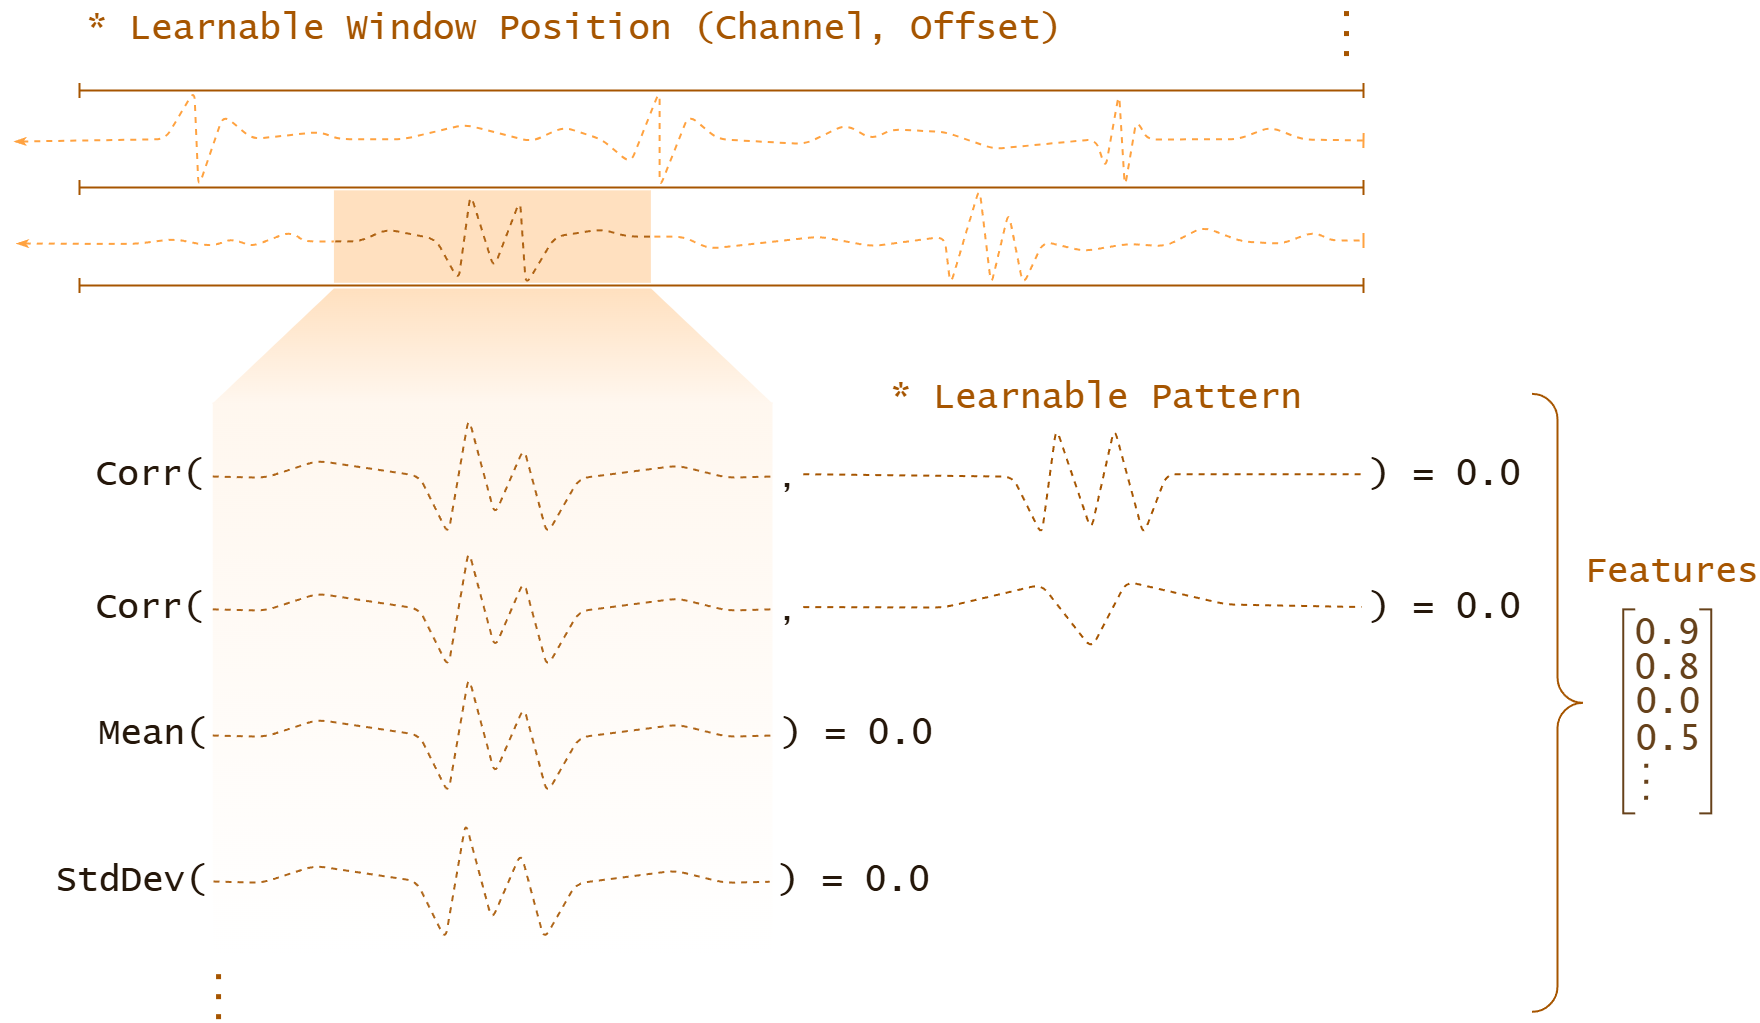 * Learnable Window Position (Channel, Offset)
* Learnable Pattern
Corr( , ) = 0.0
Corr( , ) = 0.0
Mean( ) = 0.0
StdDev( ) = 0.0
Features
0.9
0.8
0.0
0.5